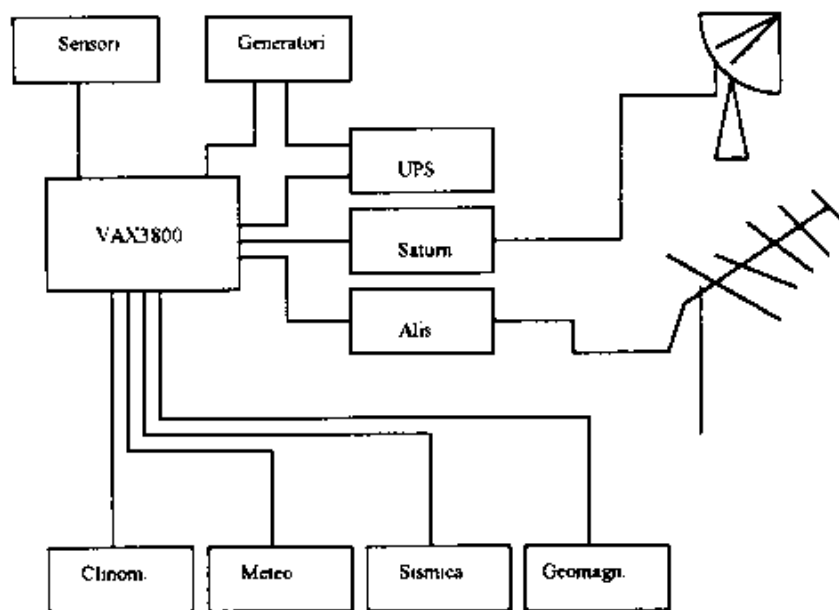 Sensori
Generatori
UPS
VAX3800
Saturn
Alis
Clinom.
Meteo
Sismica
Geomagn.